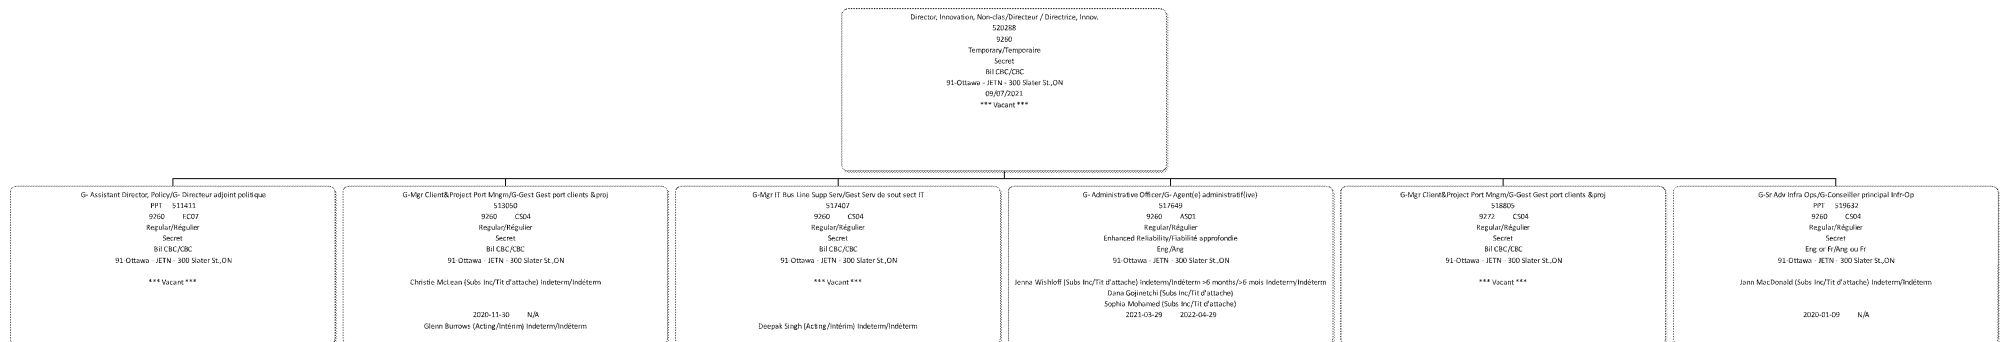 Director, Innovation, Non-clas/Directeur / Directrice, Innov.
520288
9260
Temporary/Temporaire
Secret
Bil CBC/CBC
91-Ottawa - JETN - 300 Slater St.,ON
09/07/2021
*** Vacant ***
G- Assistant Director, Policy/G- Directeur adjoint politique
PPT 511411
9260 EC07
Regular/Régulier
Secret
Bil CBC/CBC
91-Ottawa - JETN - 300 Slater St.,ON
*** Vacant ***
G-Mgr Client&Project Port Mngm/G-Gest Gest port clients &proj
513050
9260 CS04
Regular/Régulier
Secret
Bil CBC/CBC
91-Ottawa - JETN - 300 Slater St.,ON
Christie McLean (Subs Inc/Tit d'attache) Indeterm/Indéterm
2020-11-30 N/A
Glenn Burrows (Acting/Intérim) Indeterm/Indéterm
G-Mgr IT Bus Line Supp Serv/Gest Serv de sout sect IT
517407
9260 CS04
Regular/Régulier
Secret
Bil CBC/CBC
91-Ottawa - JETN - 300 Slater St.,ON
*** Vacant ***
Deepak Singh (Acting/Intérim) Indeterm/Indéterm
G- Administrative Officer/G- Agent(e) administratif(ive)
517649
9260 AS01
Regular/Régulier
Enhanced Reliability/Fiabilité approfondie
Eng/Ang
91-Ottawa - JETN - 300 Slater St.,ON
Jenna Wishloff (Subs Inc/Tit d'attache) Indeterm/Indéterm >6 months/>6 mois Indeterm/Indéterm
Dana Gojinetchi (Subs Inc/Tit d'attache)
Sophia Mohamed (Subs Inc/Tit d'attache)
2021-03-29 2022-04-29
G-Mgr Client&Project Port Mngm/G-Gest Gest port clients &proj
518805
9272 CS04
Regular/Régulier
Secret
Bil CBC/CBC
91-Ottawa - JETN - 300 Slater St.,ON
*** Vacant ***
G-Sr Adv Infra Ops/G-Conseiller principal Infr-Op
PPT 519632
9260 CS04
Regular/Régulier
Secret
Eng or Fr/Ang ou Fr
91-Ottawa - JETN - 300 Slater St.,ON
Jann MacDonald (Subs Inc/Tit d'attache) Indeterm/Indéterm
2020-01-09 N/A